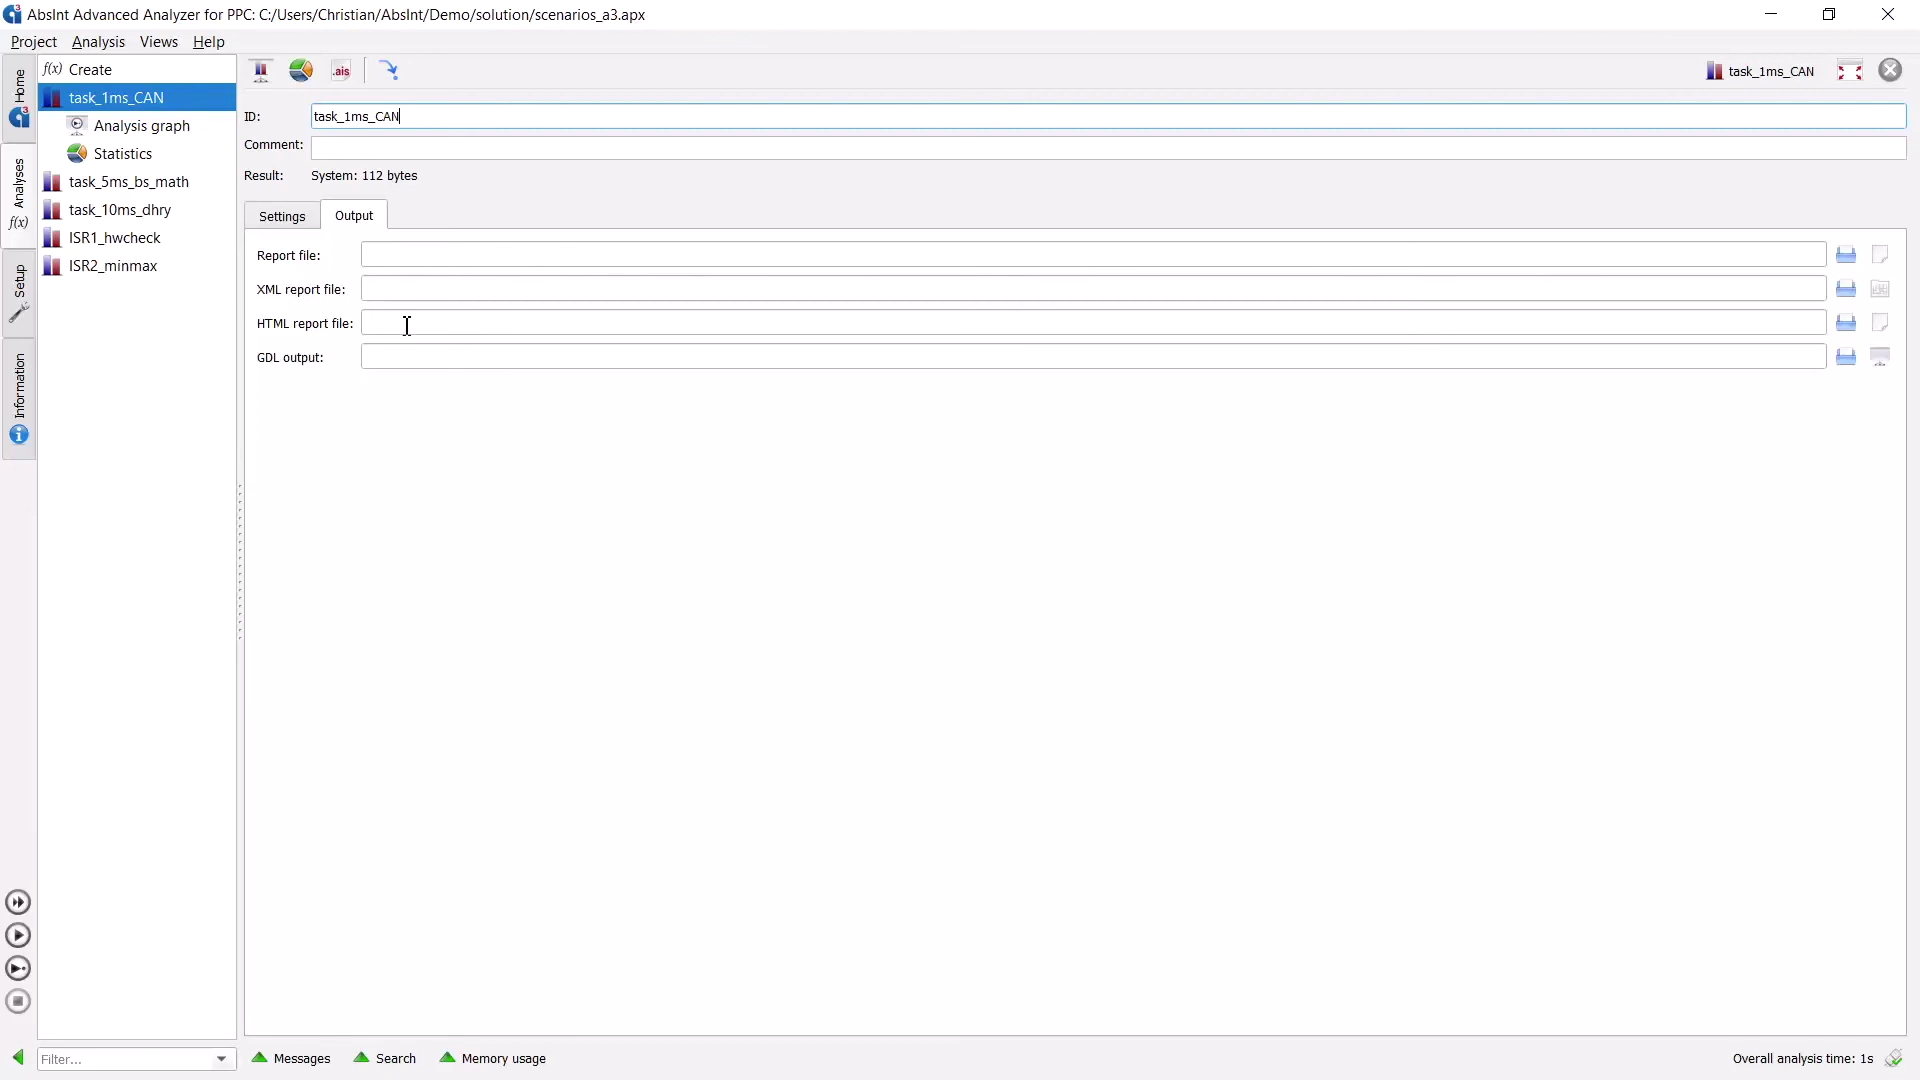 AbsInt Advanced Analyzer for PPC: C:/Users/Christian/AbsInt/Demo/solution/scenarios_a3.apx
Project Analysis Views Help
Home
Analyses
f(x)
Setup
Information
f(x) Create
task_1ms_CAN
Analysis graph
Statistics
task_5ms_bs_math
task_10ms_dhry
ISR1_hwcheck
ISR2_minmax
.ais
task_1ms_CAN
ID: task_1ms_CAN
Comment:
Result: System: 112 bytes
Settings Output
Report file:
XML report file:
HTML report file:
GDL output:
Filter...
Messages Search Memory usage
Overall analysis time: 1s